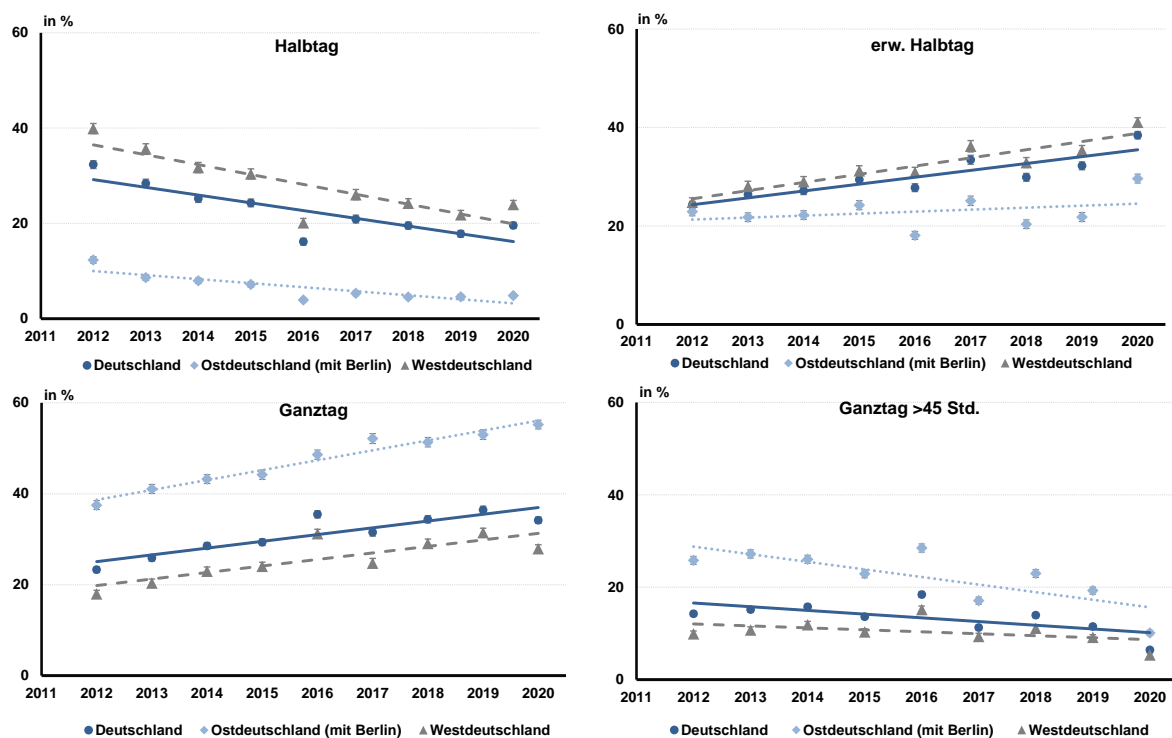 in %
Halbtag
60
40
20
0
2011 2012 2013 2014 2015 2016 2017 2018 2019 2020
Deutschland Ostdeutschland (mit Berlin) Westdeutschland
in %
erw. Halbtag
60
40
20
0
2011 2012 2013 2014 2015 2016 2017 2018 2019 2020
Deutschland Ostdeutschland (mit Berlin) Westdeutschland
in %
Ganztag
60
40
20
0
2011 2012 2013 2014 2015 2016 2017 2018 2019 2020
Deutschland Ostdeutschland (mit Berlin) Westdeutschland
in %
Ganztag >45 Std.
60
40
20
0
2011 2012 2013 2014 2015 2016 2017 2018 2019 2020
Deutschland Ostdeutschland (mit Berlin) Westdeutschland